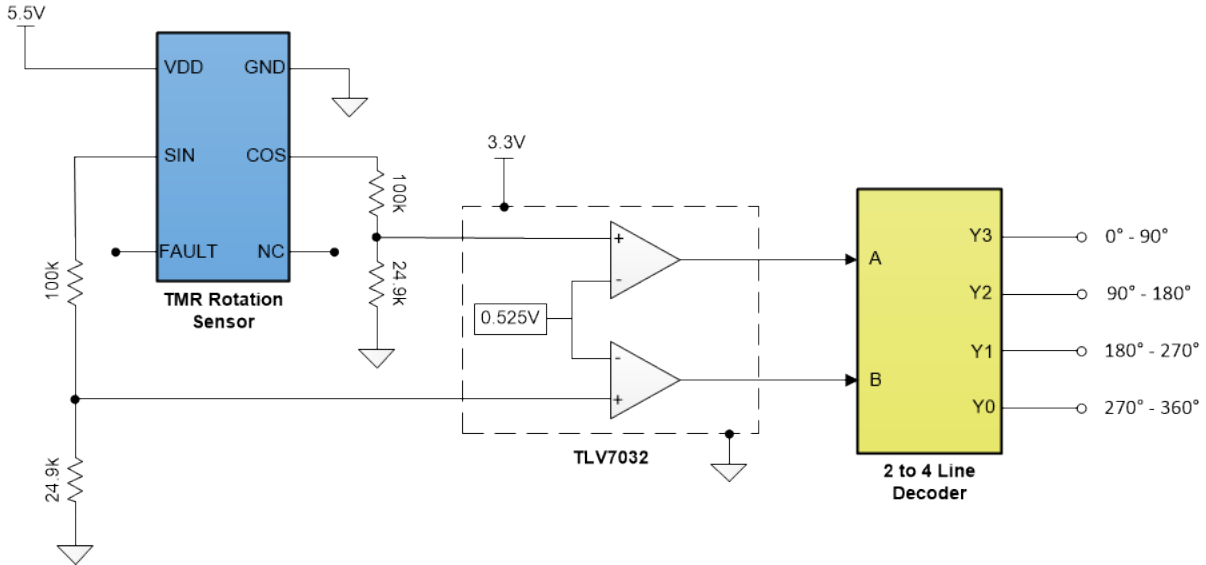 5.5V
VDD
GND
SIN
COS
FAULT
NC
TMR Rotation
Sensor
100k
24.9k
100k
24.9k
3.3V
+
-
0.525V
-
+
TLV7032
A
B
Y3
Y2
Y1
Y0
2 to 4 Line
Decoder
0° - 90°
90° - 180°
180° - 270°
270° - 360°